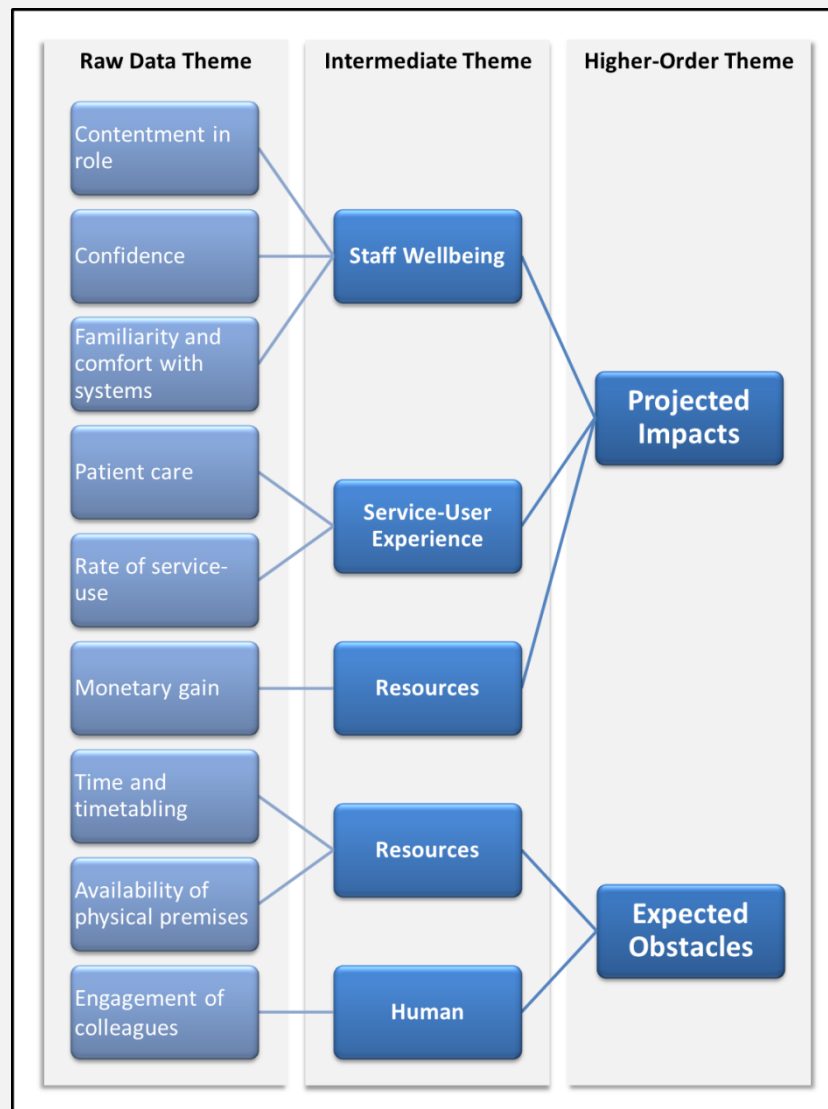 Raw Data Theme
Intermediate Theme
Higher-Order Theme
Contentment in
role
Confidence
Familiarity and
comfort with
systems
Patient care
Rate of service-
use
Monetary gain
Time and
timetabling
Availability of
physical premises
Engagement of
colleagues
Staff Wellbeing
Service-User
Experience
Resources
Resources
Human
Projected
Impacts
Expected
Obstacles